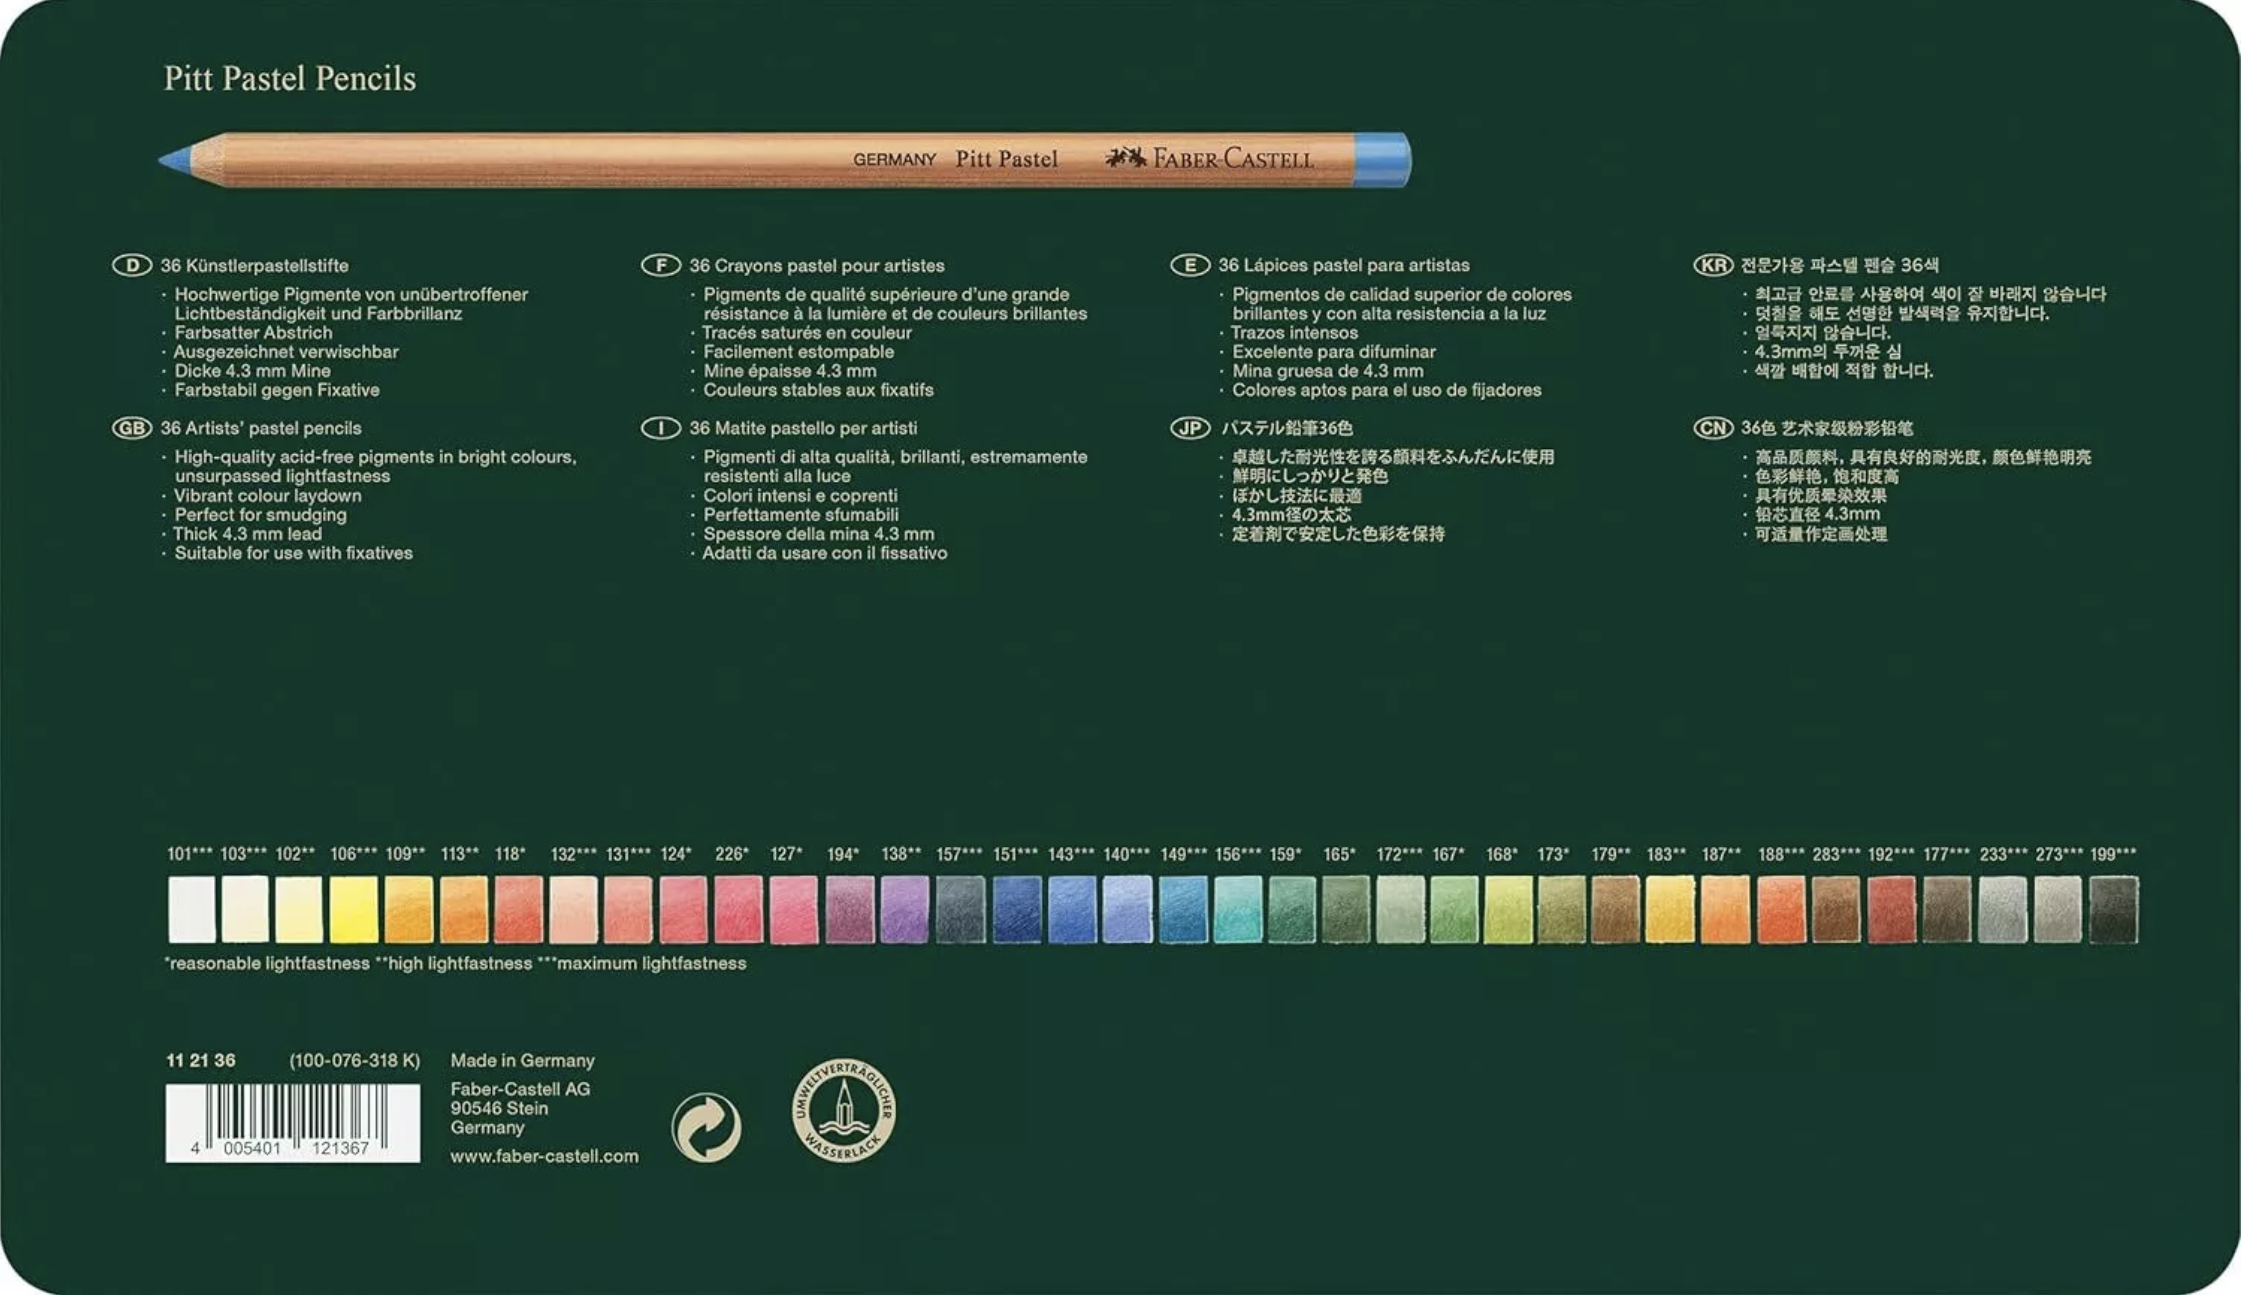 Pitt Pastel Pencils
GERMANY Pitt Pastel FABER-CASTELL
D 36 Künstlerpastellstifte
· Hochwertige Pigmente von unübertroffener
Lichtbeständigkeit und Farbbrillanz
· Farbsatter Abstrich
· Ausgezeichnet verwischbar
· Dicke 4.3 mm Mine
· Farbstabil gegen Fixative
GB 36 Artists’ pastel pencils
· High-quality acid-free pigments in bright colours,
unsurpassed lightfastness
· Vibrant colour laydown
· Perfect for smudging
· Thick 4.3 mm lead
· Suitable for use with fixatives
F 36 Crayons pastel pour artistes
· Pigments de qualité supérieure d’une grande
résistance à la lumière et de couleurs brillantes
· Tracés saturés en couleur
· Facilement estompable
· Mine épaisse 4.3 mm
· Couleurs stables aux fixatifs
I 36 Matite pastello per artisti
· Pigmenti di alta qualità, brillanti, estremamente
resistenti alla luce
· Colori intensi e coprenti
· Perfettamente sfumabili
· Spessore della mina 4.3 mm
· Adatti da usare con il fissativo
E 36 Lápices pastel para artistas
· Pigmentos de calidad superior de colores
brillantes y con alta resistencia a la luz
· Trazos intensos
· Excelente para difuminar
· Mina gruesa de 4.3 mm
· Colores aptos para el uso de fijadores
JP パステル鉛筆36色
· 卓越した耐光性を誇る顔料をふんだんに使用
· 鮮明にしっかりと発色
· ぼかし技法に最適
· 4.3mm径の太芯
· 定着剤で安定した色彩を保持
KR 전문가용 파스텔 펜슬 36색
· 최고급 안료를 사용하여 색이 잘 바래지 않습니다
· 덧칠을 해도 선명한 발색력을 유지합니다.
· 얼룩지지 않습니다.
· 4.3mm의 두꺼운 심
· 색깔 배합에 적합 합니다.
CN 36色 艺术家级粉彩铅笔
· 高品质颜料, 具有良好的耐光度, 颜色鲜艳明亮
· 色彩鲜艳, 饱和度高
· 具有优质晕染效果
· 铅芯直径 4.3mm
· 可适量作定画处理
101*** 103*** 102** 106*** 109** 113** 118* 132*** 131*** 124* 226* 127* 194* 138** 157*** 151*** 143*** 140*** 149*** 156*** 159* 165* 172*** 167* 168* 173* 179** 183** 187** 188*** 283*** 192*** 177*** 233*** 273*** 199***
*reasonable lightfastness **high lightfastness ***maximum lightfastness
11 21 36 (100-076-318 K)
4 005401 121367
Made in Germany
Faber-Castell AG
90546 Stein
Germany
www.faber-castell.com
UMWELTVERTRÄGLICHER
WASSERLACK